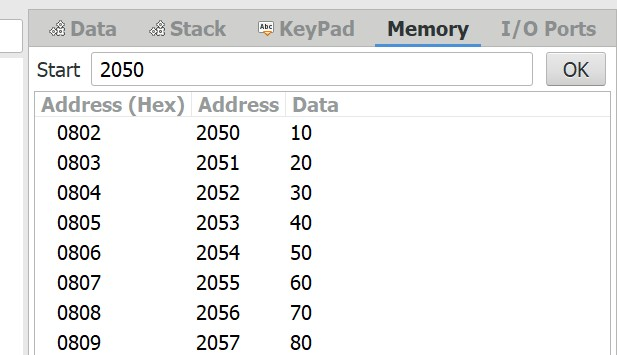 Data Stack Abc KeyPad Memory I/O Ports
Start 2050 OK
Address (Hex) Address Data
0802 2050 10
0803 2051 20
0804 2052 30
0805 2053 40
0806 2054 50
0807 2055 60
0808 2056 70
0809 2057 80